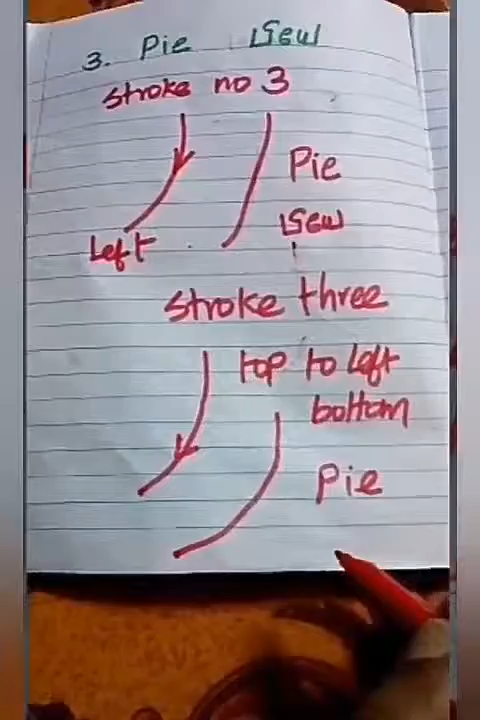 3. Pie
Stroke no 3
Pie
Left
Stroke three
top to left
bottom
Pie